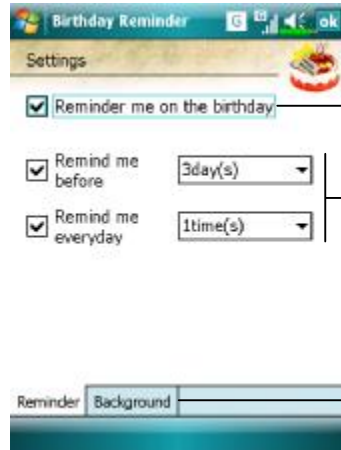 Birthday Reminder G ok
Settings
Reminder me on the birthday
Remind me
before
3day(s)
Remind me
everyday
1time(s)
Reminder Background